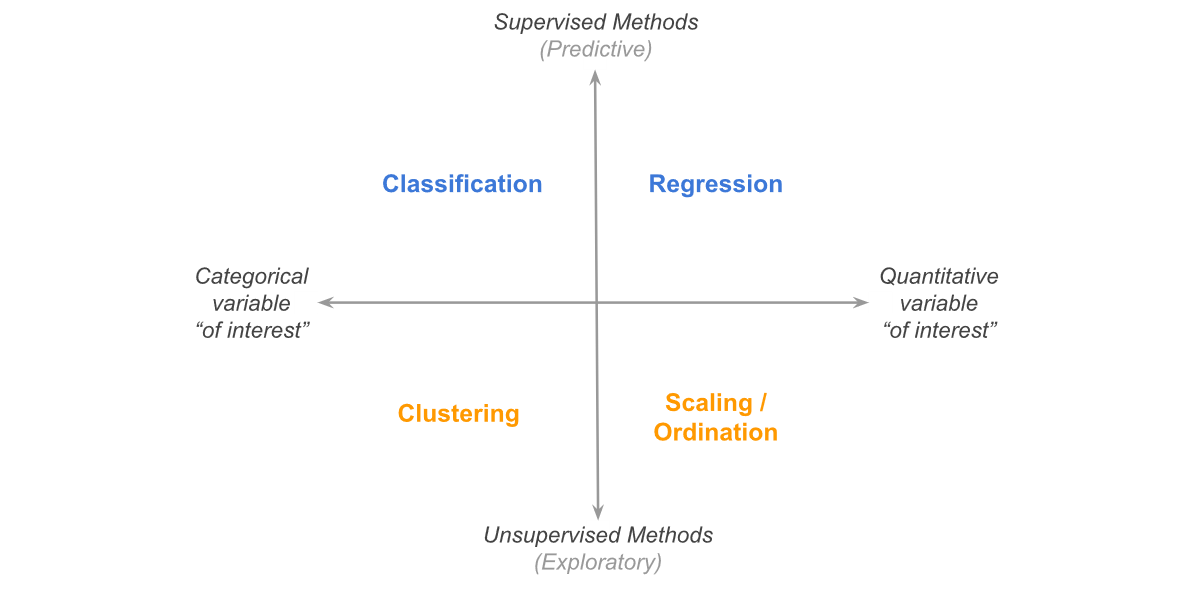 Supervised Methods
(Predictive)
Classification
Regression
Categorical
variable
“of interest”
Quantitative
variable
“of interest”
Clustering
Scaling /
Ordination
Unsupervised Methods
(Exploratory)